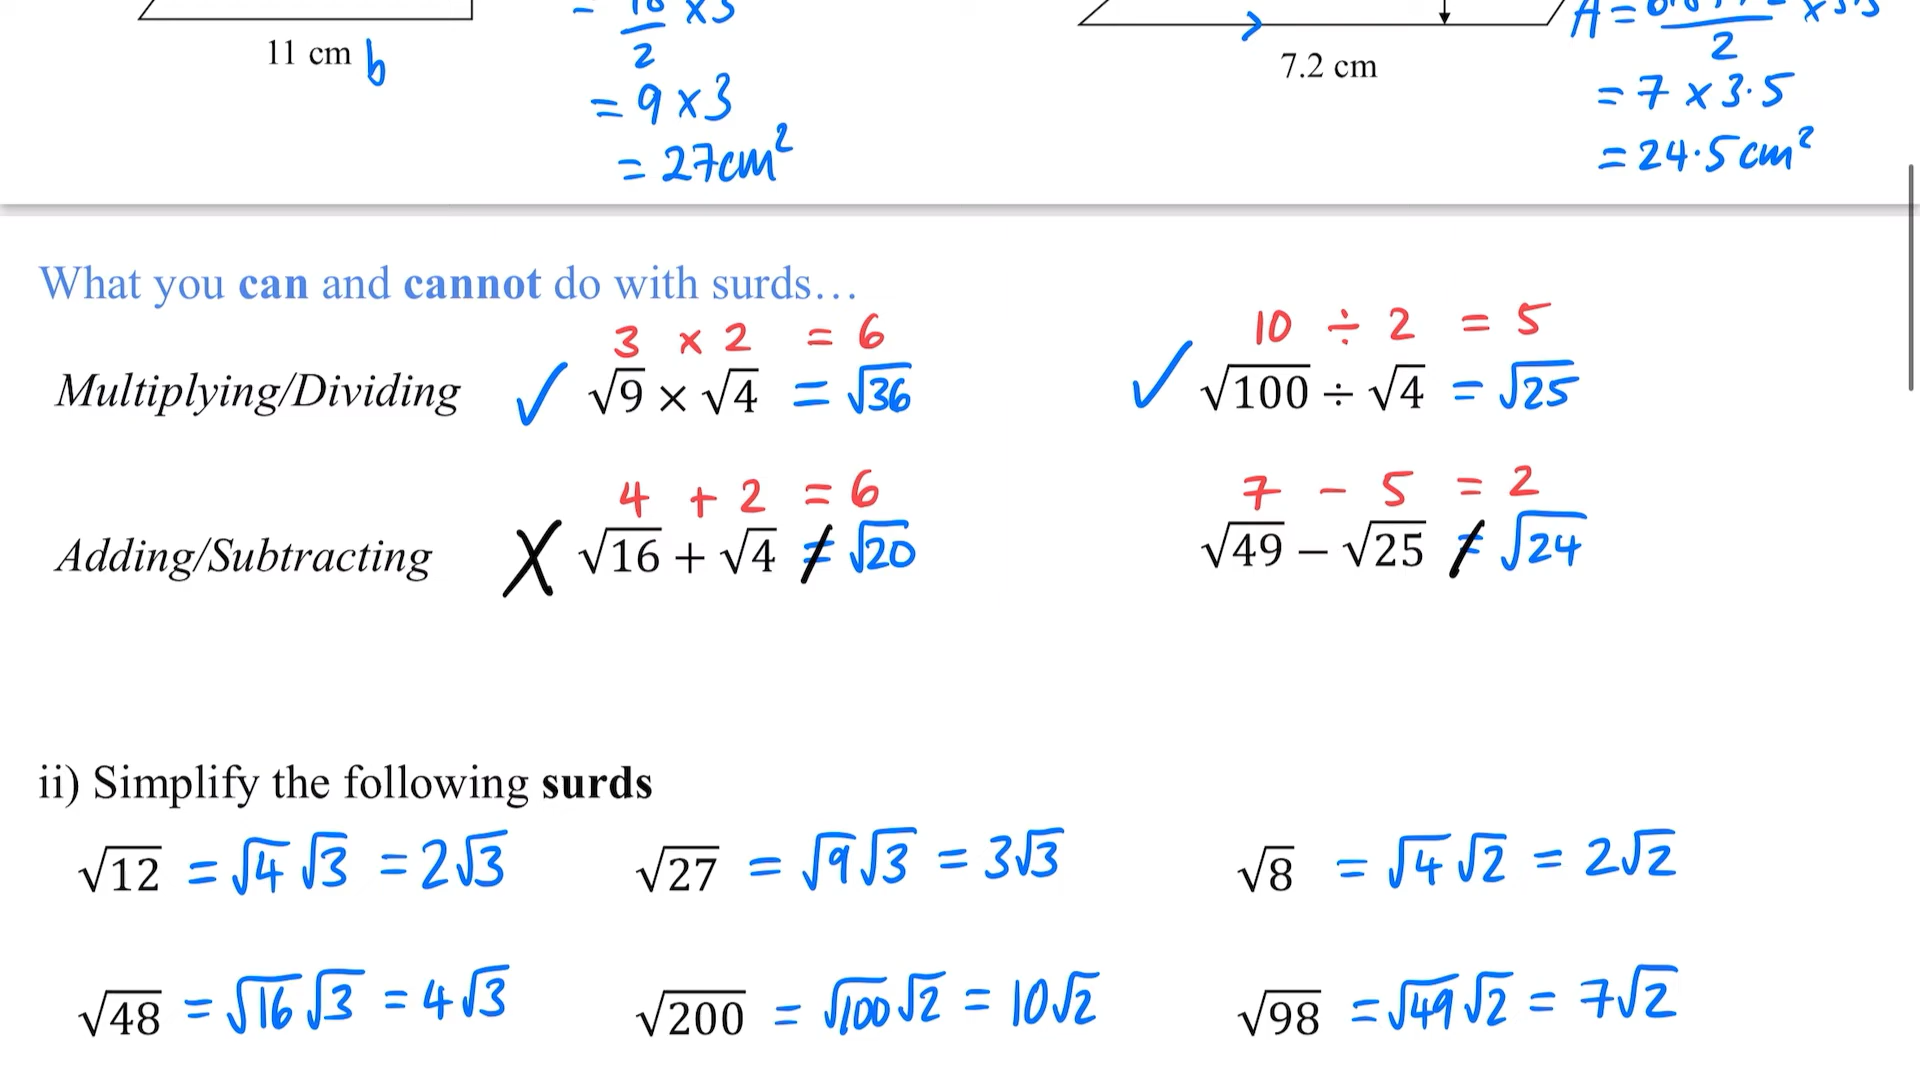 11 cm b
2
= 9 × 3
= 27cm²
7.2 cm
2
= 7 × 3·5
= 24·5 cm²
What you can and cannot do with surds…
3 × 2 = 6
10 ÷ 2 = 5
Multiplying/Dividing ✓ √9 × √4 = √36
✓ √100 ÷ √4 = √25
4 + 2 = 6
7 - 5 = 2
Adding/Subtracting X √16 + √4 ≠ √20
√49 − √25 ≠ √24
ii) Simplify the following surds
√12 = √4 √3 = 2√3
√27 = √9 √3 = 3√3
√8 = √4 √2 = 2√2
√48 = √16 √3 = 4√3
√200 = √100 √2 = 10√2
√98 = √49 √2 = 7√2